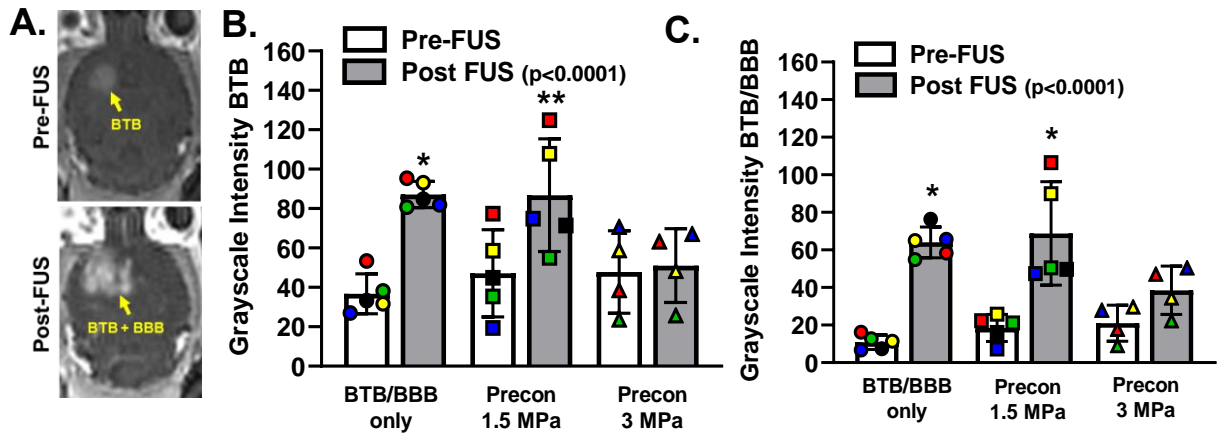 A.
Pre-FUS
BTB
Post-FUS
BTB + BBB
B.
Grayscale Intensity BTB
160
140
120
100
80
60
40
20
0
Pre-FUS
Post FUS (p<0.0001)
*
**
BTB/BBB only
Precon 1.5 MPa
Precon 3 MPa
C.
Grayscale Intensity BTB/BBB
160
140
120
100
80
60
40
20
0
Pre-FUS
Post FUS (p<0.0001)
*
*
BTB/BBB only
Precon 1.5 MPa
Precon 3 MPa